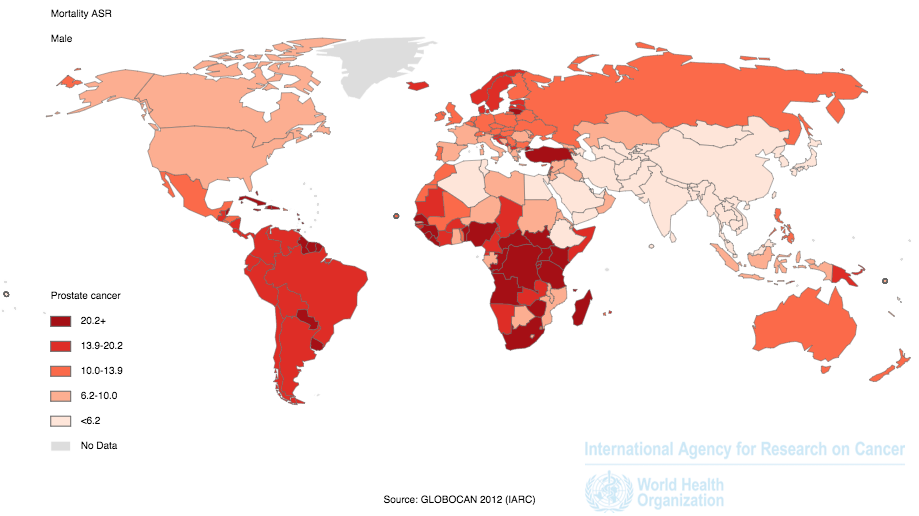 Mortality ASR
Male
Prostate cancer
20.2+
13.9-20.2
10.0-13.9
6.2-10.0
<6.2
No Data
International Agency for Research on Cancer
World Health
Organization
Source: GLOBOCAN 2012 (IARC)